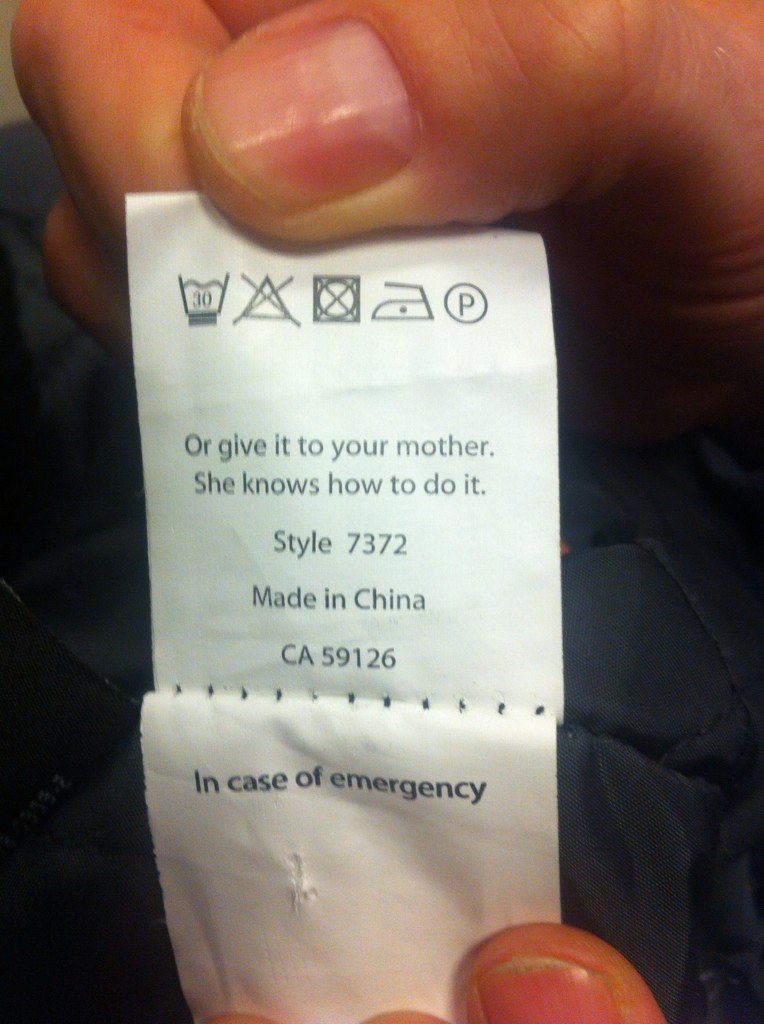 30 P
Or give it to your mother.
She knows how to do it.
Style 7372
Made in China
CA 59126
In case of emergency